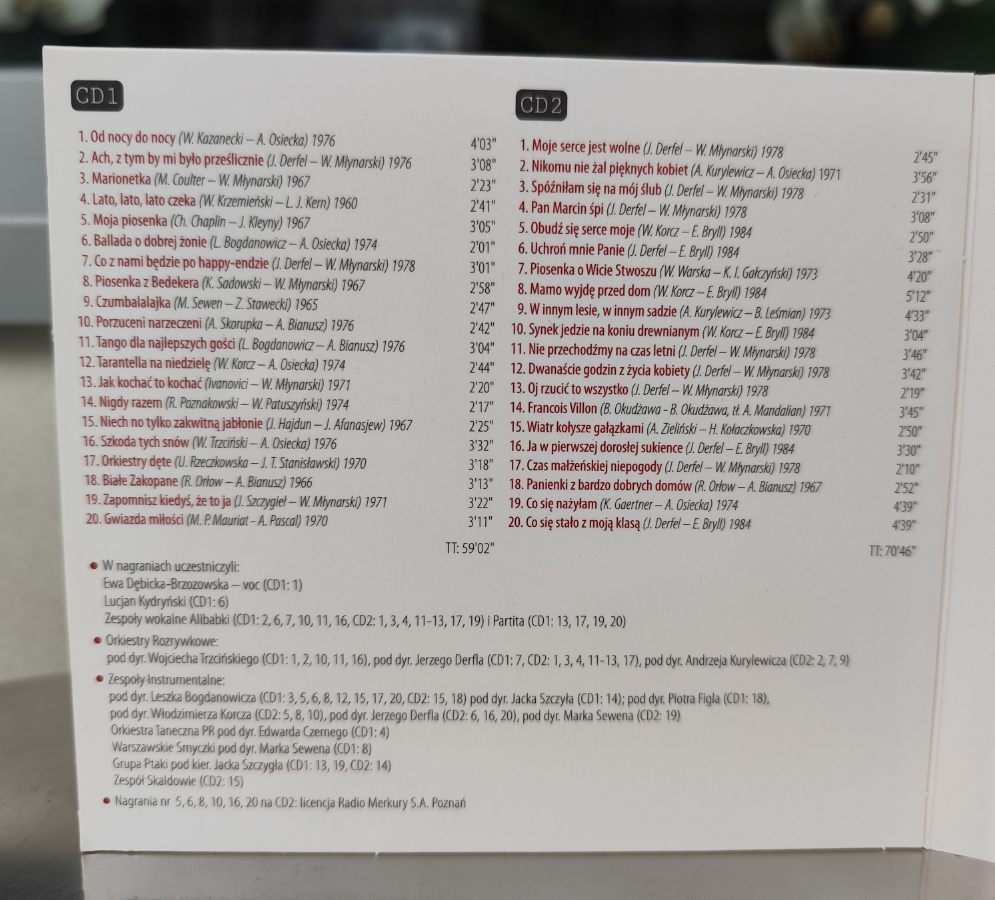 CD1
1. Od nocy do nocy (W. Kazanecki – A. Osiecka) 1976 4'03"
2. Ach, z tym by mi było prześlicznie (J. Derfel – W. Młynarski) 1976 3'08"
3. Marionetka (M. Coulter – W. Młynarski) 1967 2'23"
4. Lato, lato, lato czeka (W. Krzemieński – L. J. Kern) 1960 2'41"
5. Moja piosenka (Ch. Chaplin – J. Kleyny) 1967 3'05"
6. Ballada o dobrej żonie (L. Bogdanowicz – A. Osiecka) 1974 2'01"
7. Co z nami będzie po happy-endzie (J. Derfel – W. Młynarski) 1978 3'01"
8. Piosenka z Bedekera (K. Sadowski – W. Młynarski) 1967 2'58"
9. Czumbalalajka (M. Sewen – Z. Stawecki) 1965 2'47"
10. Porzuceni narzeczeni (A. Skorupka – A. Bianusz) 1976 2'42"
11. Tango dla najlepszych gości (L. Bogdanowicz – A. Bianusz) 1976 3'04"
12. Tarantella na niedzielę (W. Korcz – A. Osiecka) 1974 2'44"
13. Jak kochać to kochać (Ivanovici – W. Młynarski) 1971 2'20"
14. Nigdy razem (R. Poznakowski – W. Patuszyński) 1974 2'17"
15. Niech no tylko zakwitną jabłonie (J. Hajdun – J. Afanasjew) 1967 2'25"
16. Szkoda tych snów (W. Trzciński – A. Osiecka) 1976 3'32"
17. Orkiestry dęte (U. Rzeczkowska – J. T. Stanisławski) 1970 3'18"
18. Białe Zakopane (R. Orłow – A. Bianusz) 1966 3'13"
19. Zapomnisz kiedyś, że to ja (J. Szczygieł – W. Młynarski) 1971 3'22"
20. Gwiazda miłości (M. P. Mauriat - A. Pascal) 1970 3'11"
TT: 59'02"
CD2
1. Moje serce jest wolne (J. Derfel – W. Młynarski) 1978 2'45"
2. Nikomu nie żal pięknych kobiet (A. Kurylewicz – A. Osiecka) 1971 3'56"
3. Spóźniłam się na mój ślub (J. Derfel – W. Młynarski) 1978 2'31"
4. Pan Marcin śpi (J. Derfel – W. Młynarski) 1978 3'08"
5. Obudź się serce moje (W. Korcz – E. Bryll) 1984 2'50"
6. Uchroń mnie Panie (J. Derfel – E. Bryll) 1984 3'28"
7. Piosenka o Wicie Stwoszu (W. Warska – K. I. Gałczyński) 1973 4'20"
8. Mamo wyjdę przed dom (W. Korcz – E. Bryll) 1984 5'12"
9. W innym lesie, w innym sadzie (A. Kurylewicz – B. Leśmian) 1973 4'33"
10. Synek jedzie na koniu drewnianym (W. Korcz – E. Bryll) 1984 3'04"
11. Nie przechodźmy na czas letni (J. Derfel – W. Młynarski) 1978 3'46"
12. Dwanaście godzin z życia kobiety (J. Derfel – W. Młynarski) 1978 3'42"
13. Oj rzucić to wszystko (J. Derfel – W. Młynarski) 1978 2'19"
14. Francois Villon (B. Okudżawa - B. Okudżawa, tł. A. Mandalian) 1971 3'45"
15. Wiatr kołysze gałązkami (A. Zieliński – H. Kołaczkowska) 1970 2'50"
16. Ja w pierwszej dorosłej sukience (J. Derfel – E. Bryll) 1984 3'30"
17. Czas małżeńskiej niepogody (J. Derfel – W. Młynarski) 1978 2'10"
18. Panienki z bardzo dobrych domów (R. Orłow – A. Bianusz) 1967 2'52"
19. Co się nażyłam (K. Gaertner – A. Osiecka) 1974 4'39"
20. Co się stało z moją klasą (J. Derfel – E. Bryll) 1984 4'39"
TT: 70'46"
• W nagraniach uczestniczyli:
Ewa Dębicka-Brzozowska – voc (CD1: 1)
Lucjan Kydryński (CD1: 6)
Zespoły wokalne Alibabki (CD1: 2, 6, 7, 10, 11, 16, CD2: 1, 3, 4, 11–13, 17, 19) i Partita (CD1: 13, 17, 19, 20)
• Orkiestry Rozrywkowe:
pod dyr. Wojciecha Trzcińskiego (CD1: 1, 2, 10, 11, 16), pod dyr. Jerzego Derfla (CD1: 7, CD2: 1, 3, 4, 11-13, 17), pod dyr. Andrzeja Kurylewicza (CD2: 2, 7, 9)
• Zespoły instrumentalne:
pod dyr. Leszka Bogdanowicza (CD1: 3, 5, 6, 8, 12, 15, 17, 20, CD2: 15, 18) pod dyr. Jacka Szczyła (CD1: 14); pod dyr. Piotra Figla (CD1: 18),
pod dyr. Włodzimierza Korcza (CD2: 5, 8, 10), pod dyr. Jerzego Derfla (CD2: 6, 16, 20), pod dyr. Marka Sewena (CD2: 19)
Orkiestra Taneczna PR pod dyr. Edwarda Czernego (CD1: 4)
Warszawskie Smyczki pod dyr. Marka Sewena (CD1: 8)
Grupa Ptaki pod kier. Jacka Szczygła (CD1: 13, 19, CD2: 14)
Zespół Skaldowie (CD2: 15)
• Nagrania nr 5, 6, 8, 10, 16, 20 na CD2: licencja Radio Merkury S.A. Poznań